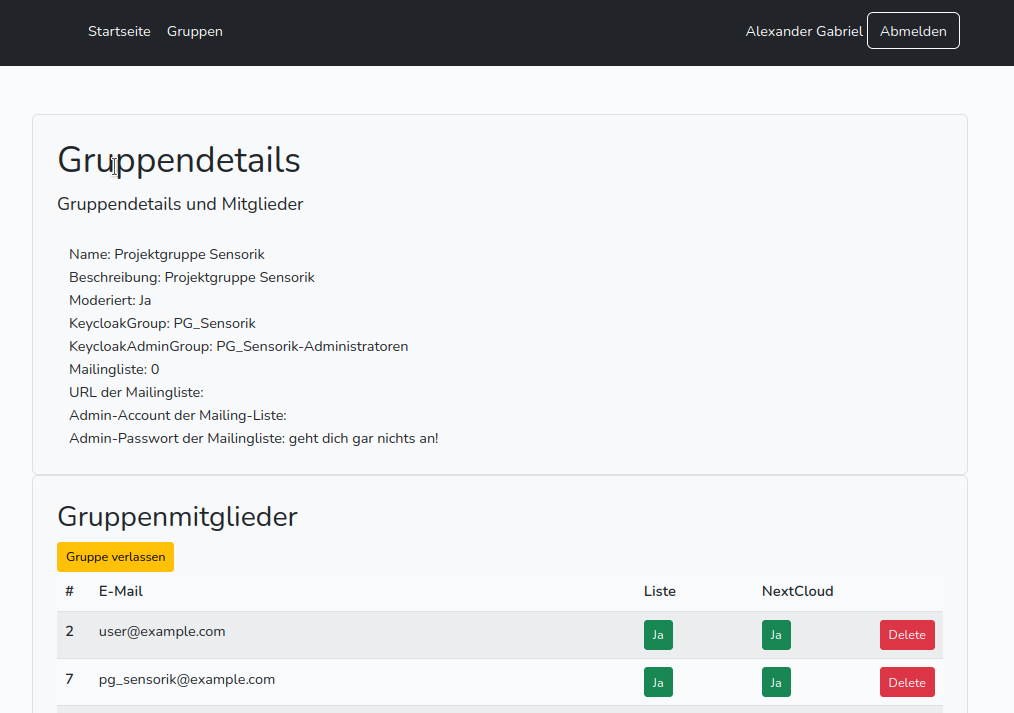 Startseite Gruppen Alexander Gabriel Abmelden
Gruppendetails
Gruppendetails und Mitglieder
Name: Projektgruppe Sensorik
Beschreibung: Projektgruppe Sensorik
Moderiert: Ja
KeycloakGroup: PG_Sensorik
KeycloakAdminGroup: PG_Sensorik-Administratoren
Mailingliste: 0
URL der Mailingliste:
Admin-Account der Mailing-Liste:
Admin-Passwort der Mailingliste: geht dich gar nichts an!
Gruppenmitglieder
Gruppe verlassen
# E-Mail Liste NextCloud
2 user@example.com Ja Ja Delete
7 pg_sensorik@example.com Ja Ja Delete